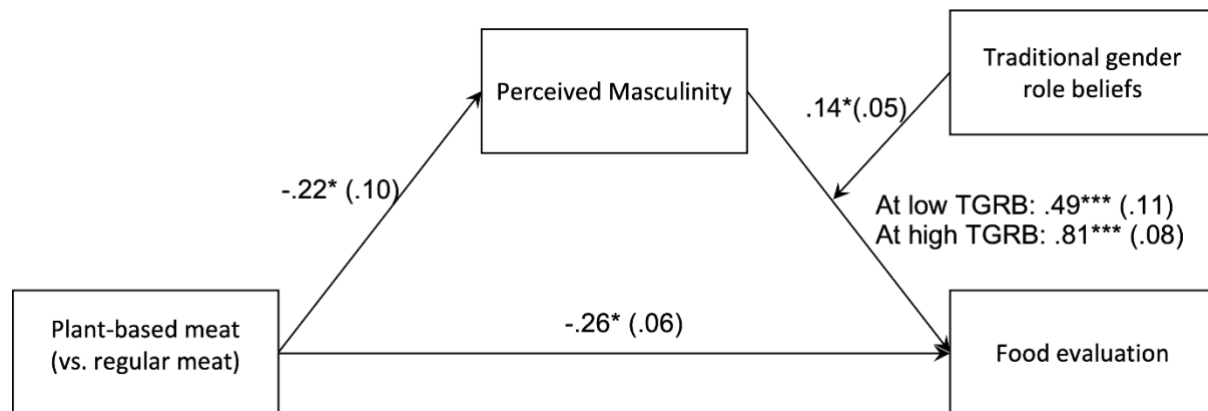 Traditional gender
role beliefs
Perceived Masculinity
.14*(.05)
-.22* (.10)
At low TGRB: .49*** (.11)
At high TGRB: .81*** (.08)
Plant-based meat
(vs. regular meat)
-.26* (.06)
Food evaluation